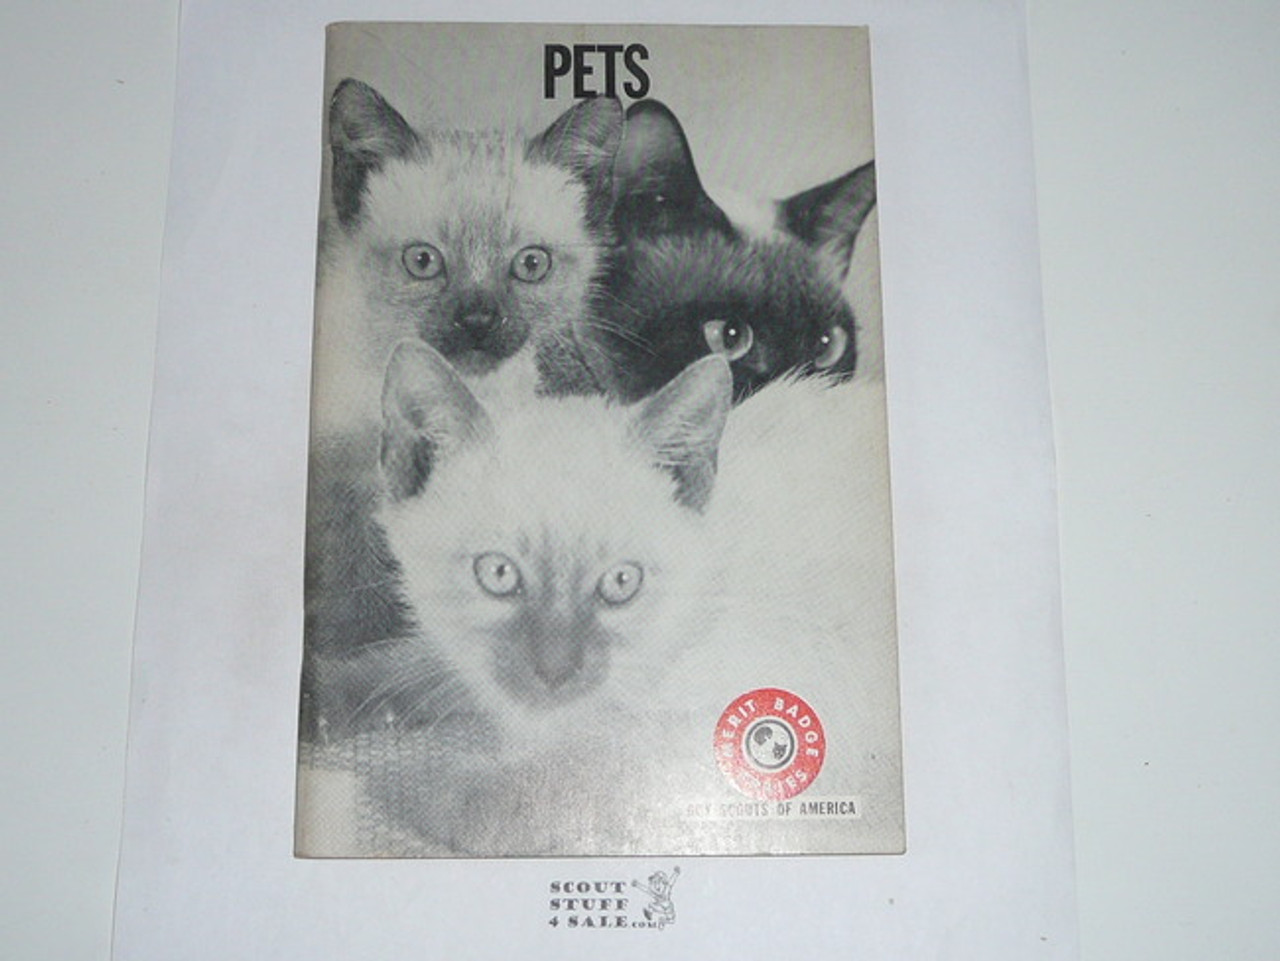 PETS
MERIT BADGE SERIES
BOY SCOUTS OF AMERICA
SCOUT
STUFF
4 SALE.COM